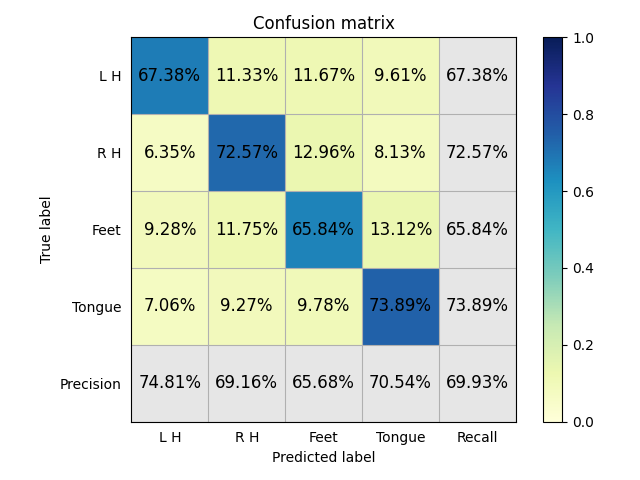 Confusion matrix
True label
L H 67.38% 11.33% 11.67% 9.61% 67.38%
R H 6.35% 72.57% 12.96% 8.13% 72.57%
Feet 9.28% 11.75% 65.84% 13.12% 65.84%
Tongue 7.06% 9.27% 9.78% 73.89% 73.89%
Precision 74.81% 69.16% 65.68% 70.54% 69.93%
L H R H Feet Tongue Recall
Predicted label
1.0
0.8
0.6
0.4
0.2
0.0